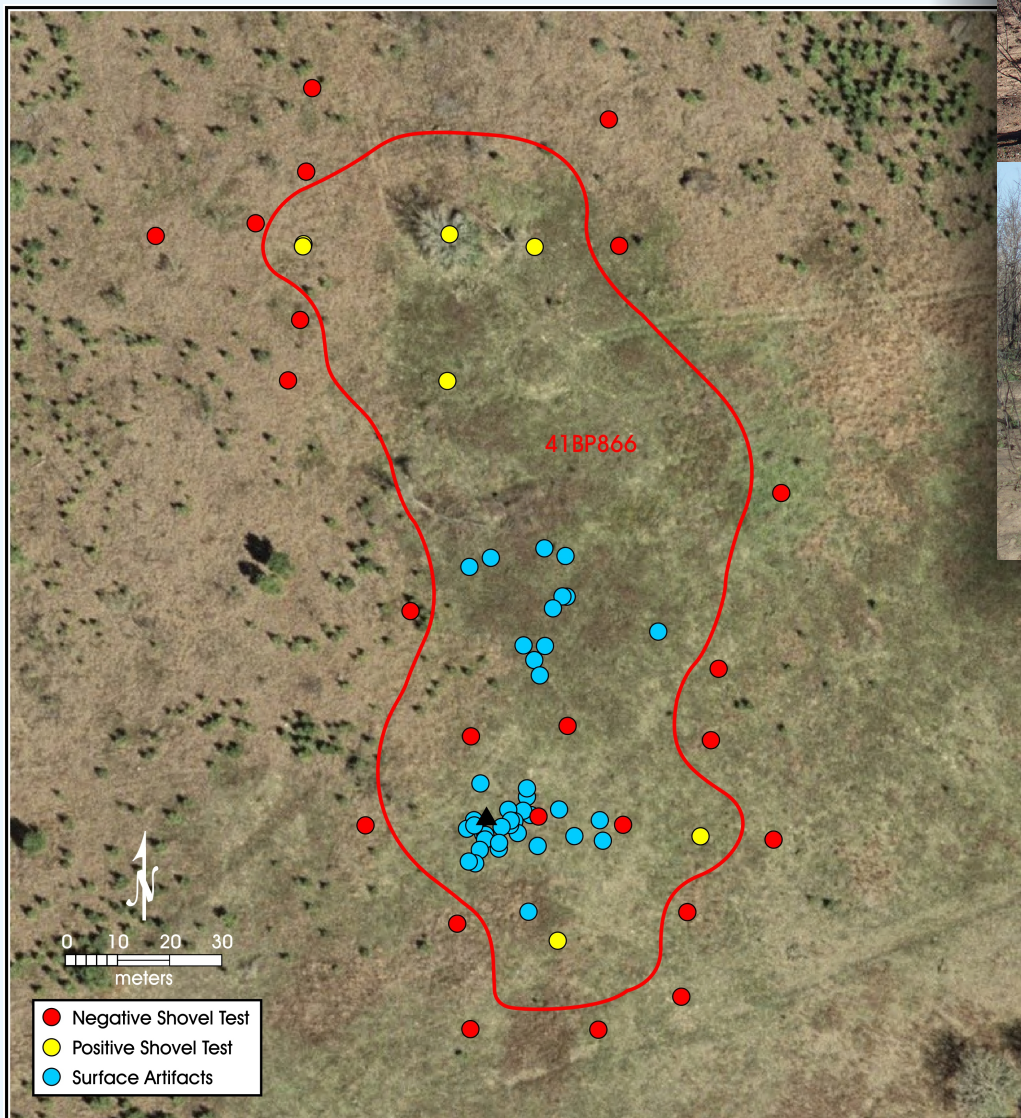 41BP866
N
0 10 20 30
meters
Negative Shovel Test
Positive Shovel Test
Surface Artifacts